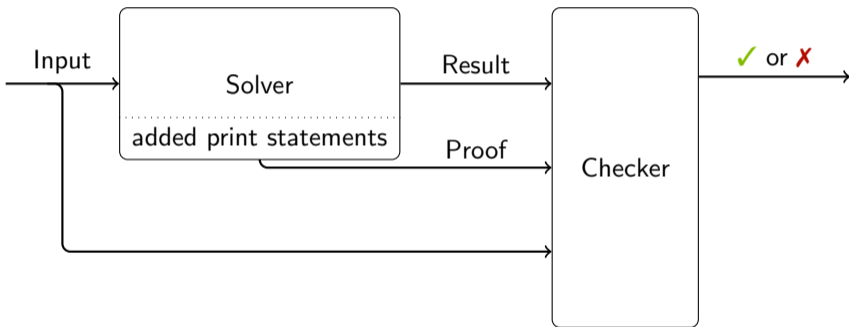 Input
Solver
added print statements
Result
Proof
Checker
✓ or ✗